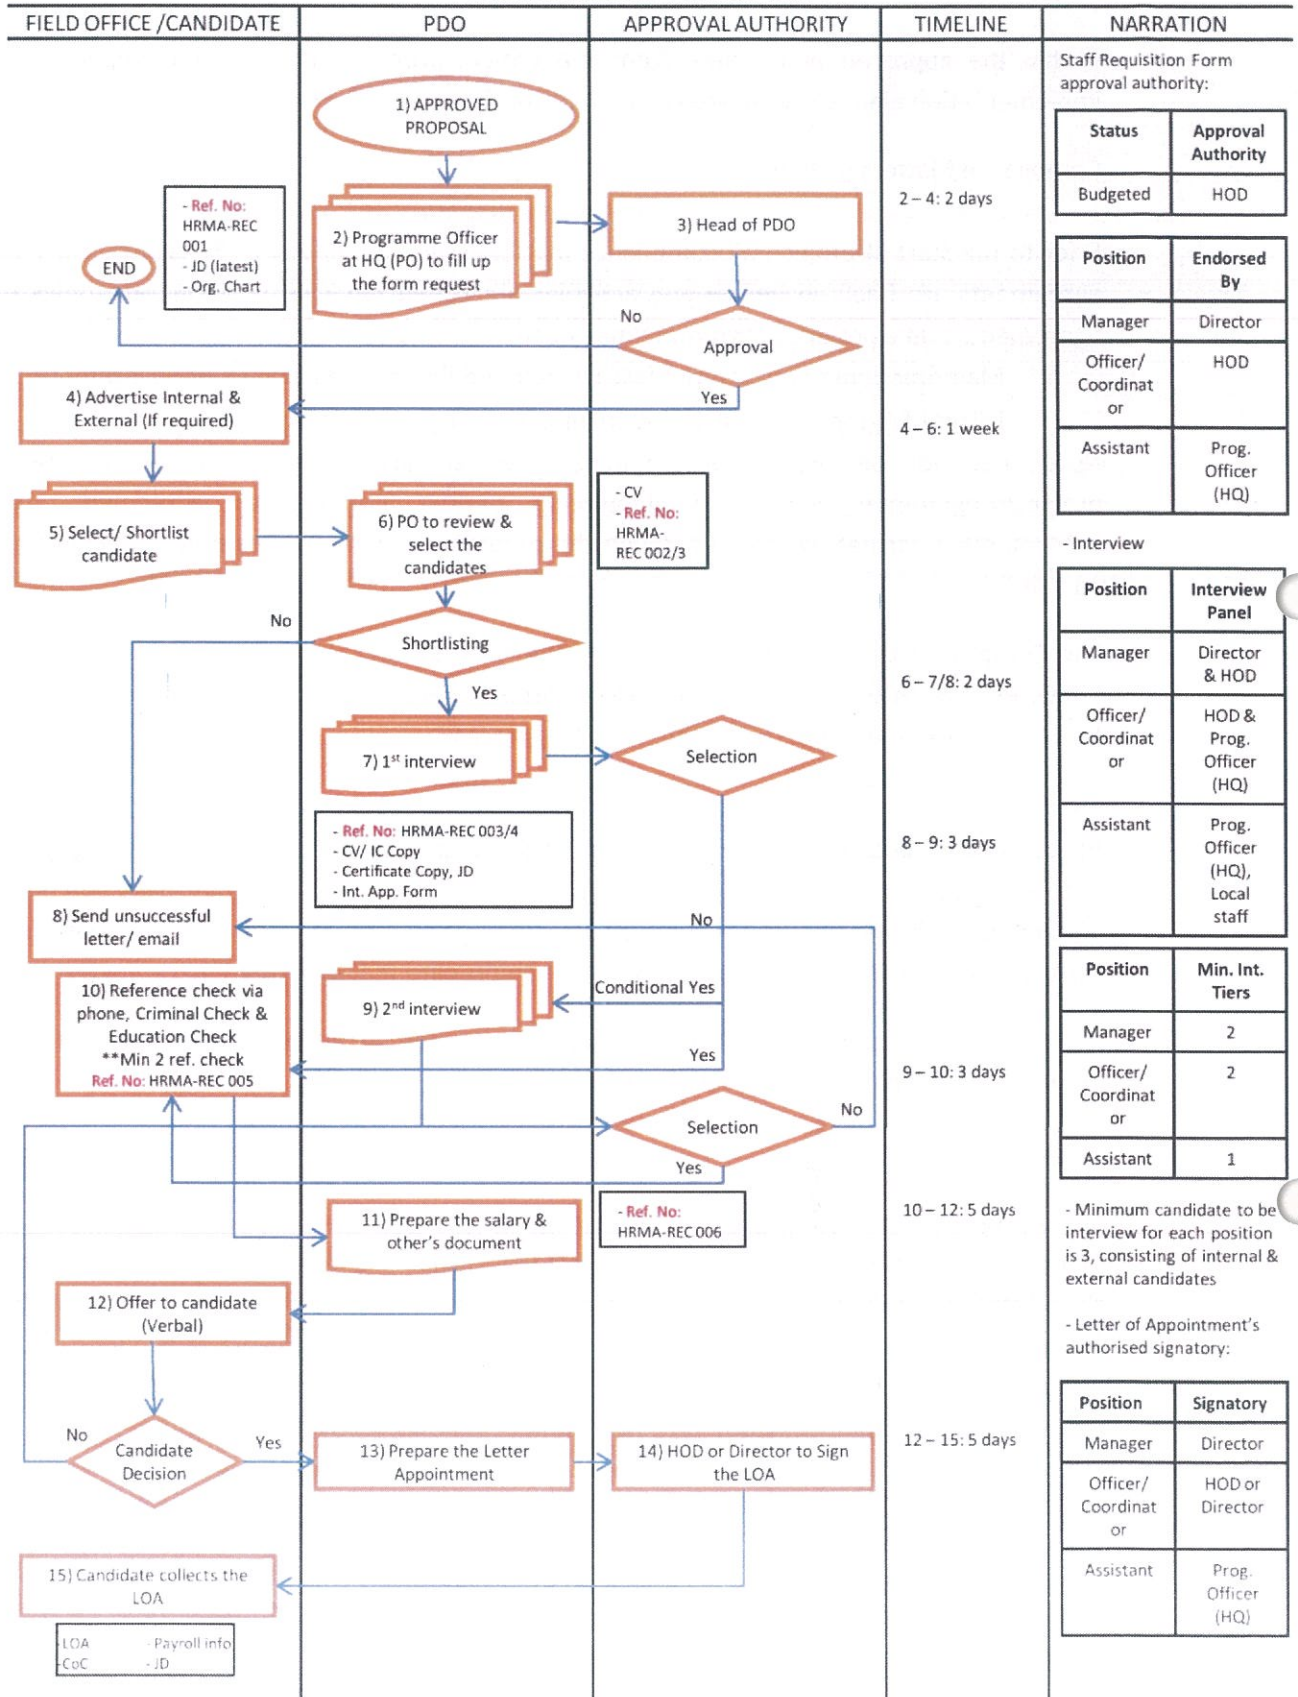 FIELD OFFICE /CANDIDATE
PDO
APPROVAL AUTHORITY
TIMELINE
NARRATION
1) APPROVED
PROPOSAL
- Ref. No:
HRMA-REC
001
- JD (latest)
- Org. Chart
2) Programme Officer
at HQ (PO) to fill up
the form request
3) Head of PDO
2 – 4: 2 days
END
No
Approval
Yes
4) Advertise Internal &
External (If required)
4 – 6: 1 week
5) Select/ Shortlist
candidate
6) PO to review &
select the
candidates
- CV
- Ref. No:
HRMA-
REC 002/3
No
Shortlisting
Yes
6 – 7/8: 2 days
7) 1st interview
Selection
- Ref. No: HRMA-REC 003/4
- CV/ IC Copy
- Certificate Copy, JD
- Int. App. Form
8 – 9: 3 days
8) Send unsuccessful
letter/ email
No
10) Reference check via
phone, Criminal Check &
Education Check
**Min 2 ref. check
Ref. No: HRMA-REC 005
9) 2nd interview
Conditional Yes
Yes
9 – 10: 3 days
Selection
No
Yes
11) Prepare the salary &
other's document
- Ref. No:
HRMA-REC 006
10 – 12: 5 days
12) Offer to candidate
(Verbal)
No
Candidate
Decision
Yes
13) Prepare the Letter
Appointment
14) HOD or Director to Sign
the LOA
12 – 15: 5 days
15) Candidate collects the
LOA
-LOA - Payroll info
-CoC - JD
Staff Requisition Form
approval authority:
Status Approval
Authority
Budgeted HOD
Position Endorsed
By
Manager Director
Officer/ HOD
Coordinat
or
Assistant Prog.
Officer
(HQ)
- Interview
Position Interview
Panel
Manager Director
& HOD
Officer/ HOD &
Coordinat Prog.
or Officer
(HQ)
Assistant Prog.
Officer
(HQ),
Local
staff
Position Min. Int.
Tiers
Manager 2
Officer/ 2
Coordinat
or
Assistant 1
- Minimum candidate to be
interview for each position
is 3, consisting of internal &
external candidates
- Letter of Appointment's
authorised signatory:
Position Signatory
Manager Director
Officer/ HOD or
Coordinat Director
or
Assistant Prog.
Officer
(HQ)